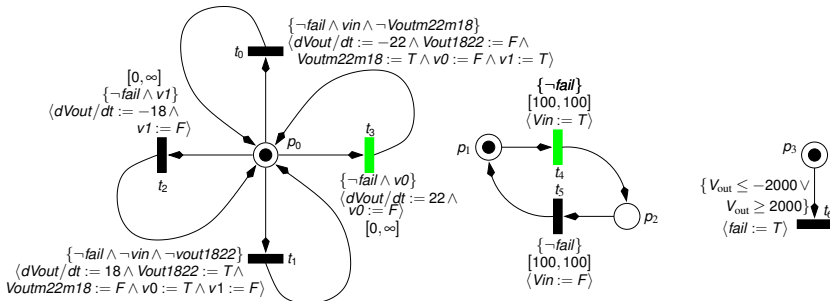 {¬fail ∧ vin ∧ ¬Voutm22m18}
⟨dVout/dt := −22 ∧ Vout1822 := F∧
Voutm22m18 := T ∧ v0 := F ∧ v1 := T⟩
t0
[0, ∞]
{¬fail ∧ v1}
⟨dVout/dt := −18∧
v1 := F⟩
t2
p0
t3
{¬fail ∧ v0}
⟨dVout/dt := 22∧
v0 := F⟩
[0, ∞]
{¬fail ∧ ¬vin ∧ ¬vout1822}
⟨dVout/dt := 18 ∧ Vout1822 := T∧
Voutm22m18 := F ∧ v0 := T ∧ v1 := F⟩
t1
{¬fail}
[100, 100]
⟨Vin := T⟩
p1
t4
t5
p2
{¬fail}
[100, 100]
⟨Vin := F⟩
p3
{Vout ≤ −2000∨
Vout ≥ 2000}
⟨fail := T⟩
t6